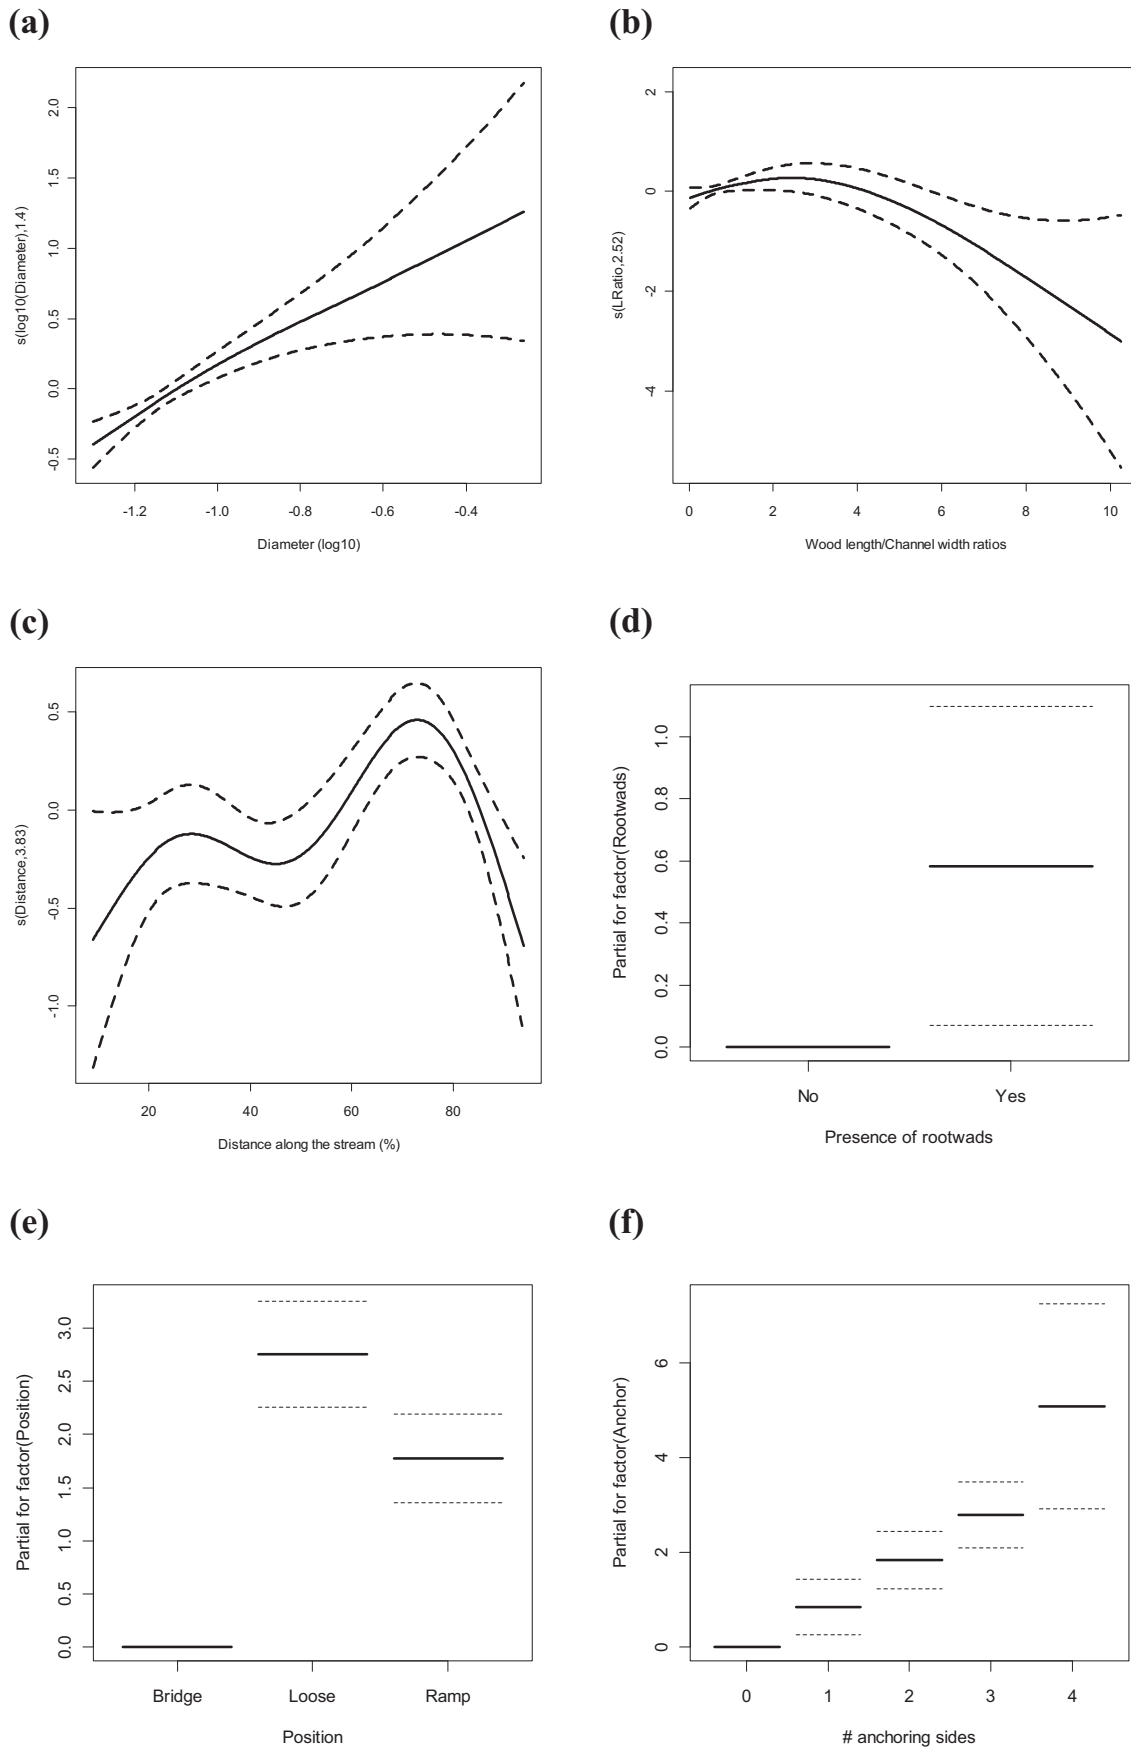 (a)
s(log10(Diameter),1.4)
2.0
1.5
1.0
0.5
0.0
-0.5
-1.2 -1.0 -0.8 -0.6 -0.4
Diameter (log10)
(b)
s(LRatio,2.52)
2
0
-2
4
0 2 4 6 8 10
Wood length/Channel width ratios
(c)
s(Distance,3.83)
0.5
0.0
-0.5
-1.0
20 40 60 80
Distance along the stream (%)
(d)
Partial for factor(Rootwads)
1.0
0.8
0.6
0.4
0.2
0.0
No Yes
Presence of rootwads
(e)
Partial for factor(Position)
3.0
2.5
2.0
1.5
1.0
0.5
0.0
Bridge Loose Ramp
Position
(f)
Partial for factor(Anchor)
6
4
2
0
0 1 2 3 4
# anchoring sides